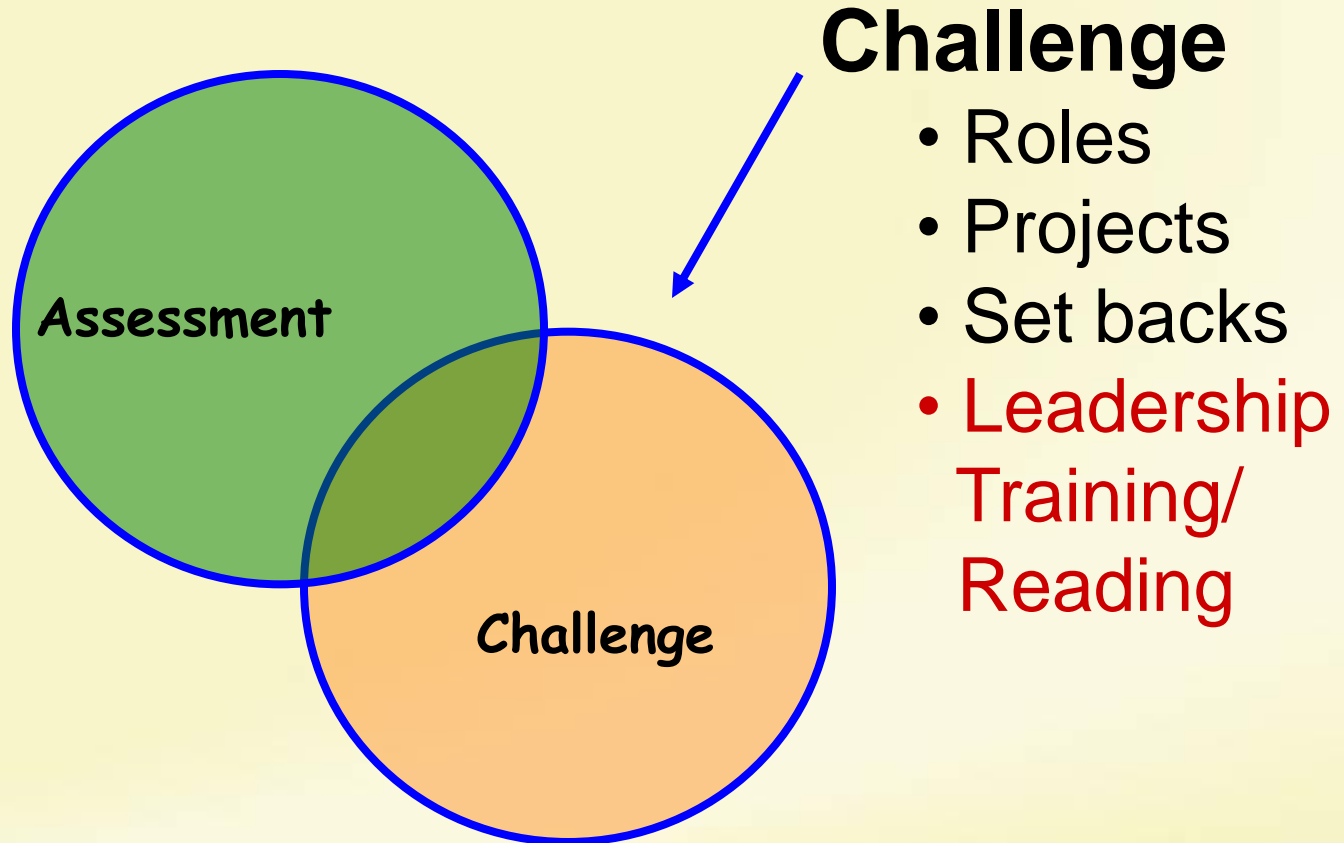 Challenge
• Roles
• Projects
• Set backs
• Leadership
Training/
Reading
Assessment
Challenge